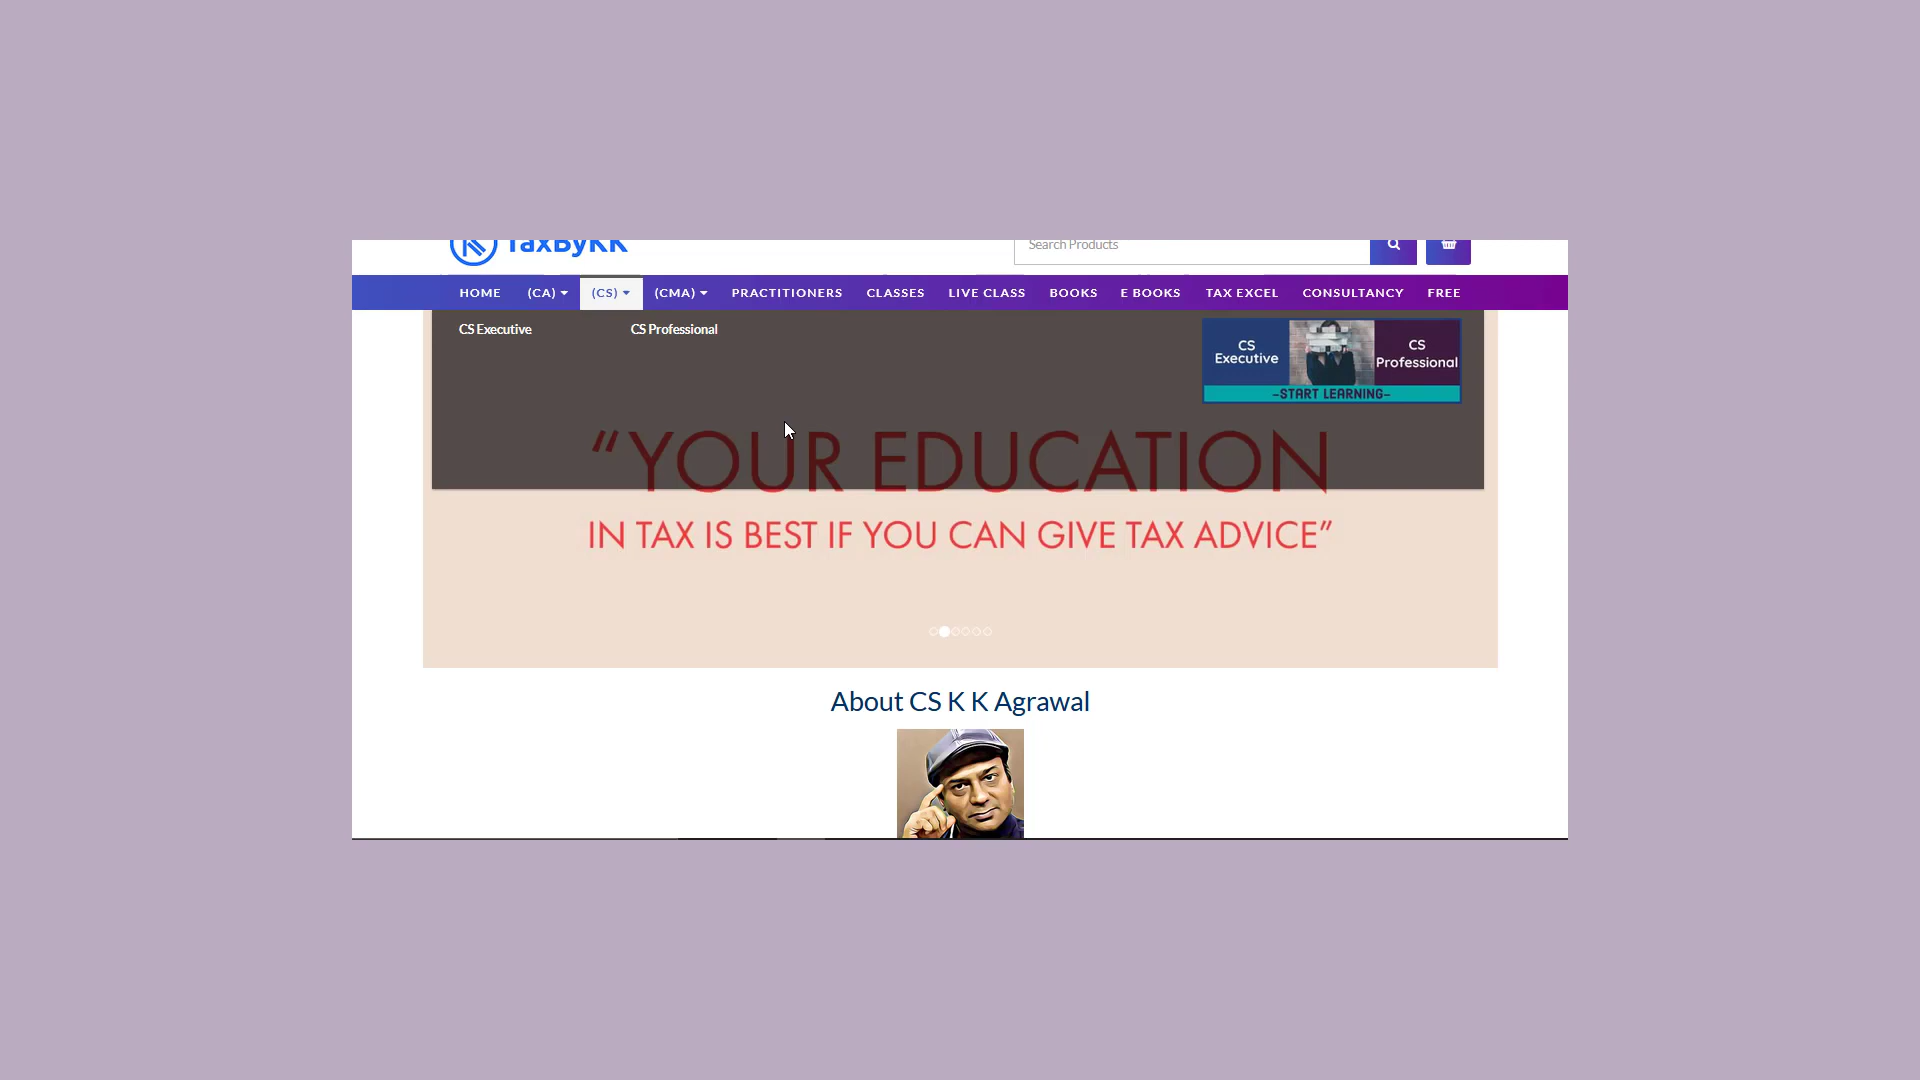 TaxByKK
Search Products
HOME (CA) (CS) (CMA) PRACTITIONERS CLASSES LIVE CLASS BOOKS E BOOKS TAX EXCEL CONSULTANCY FREE
CS Executive CS Professional
CS
Executive
CS
Professional
-START LEARNING-
“YOUR EDUCATION
IN TAX IS BEST IF YOU CAN GIVE TAX ADVICE”
About CS K K Agrawal